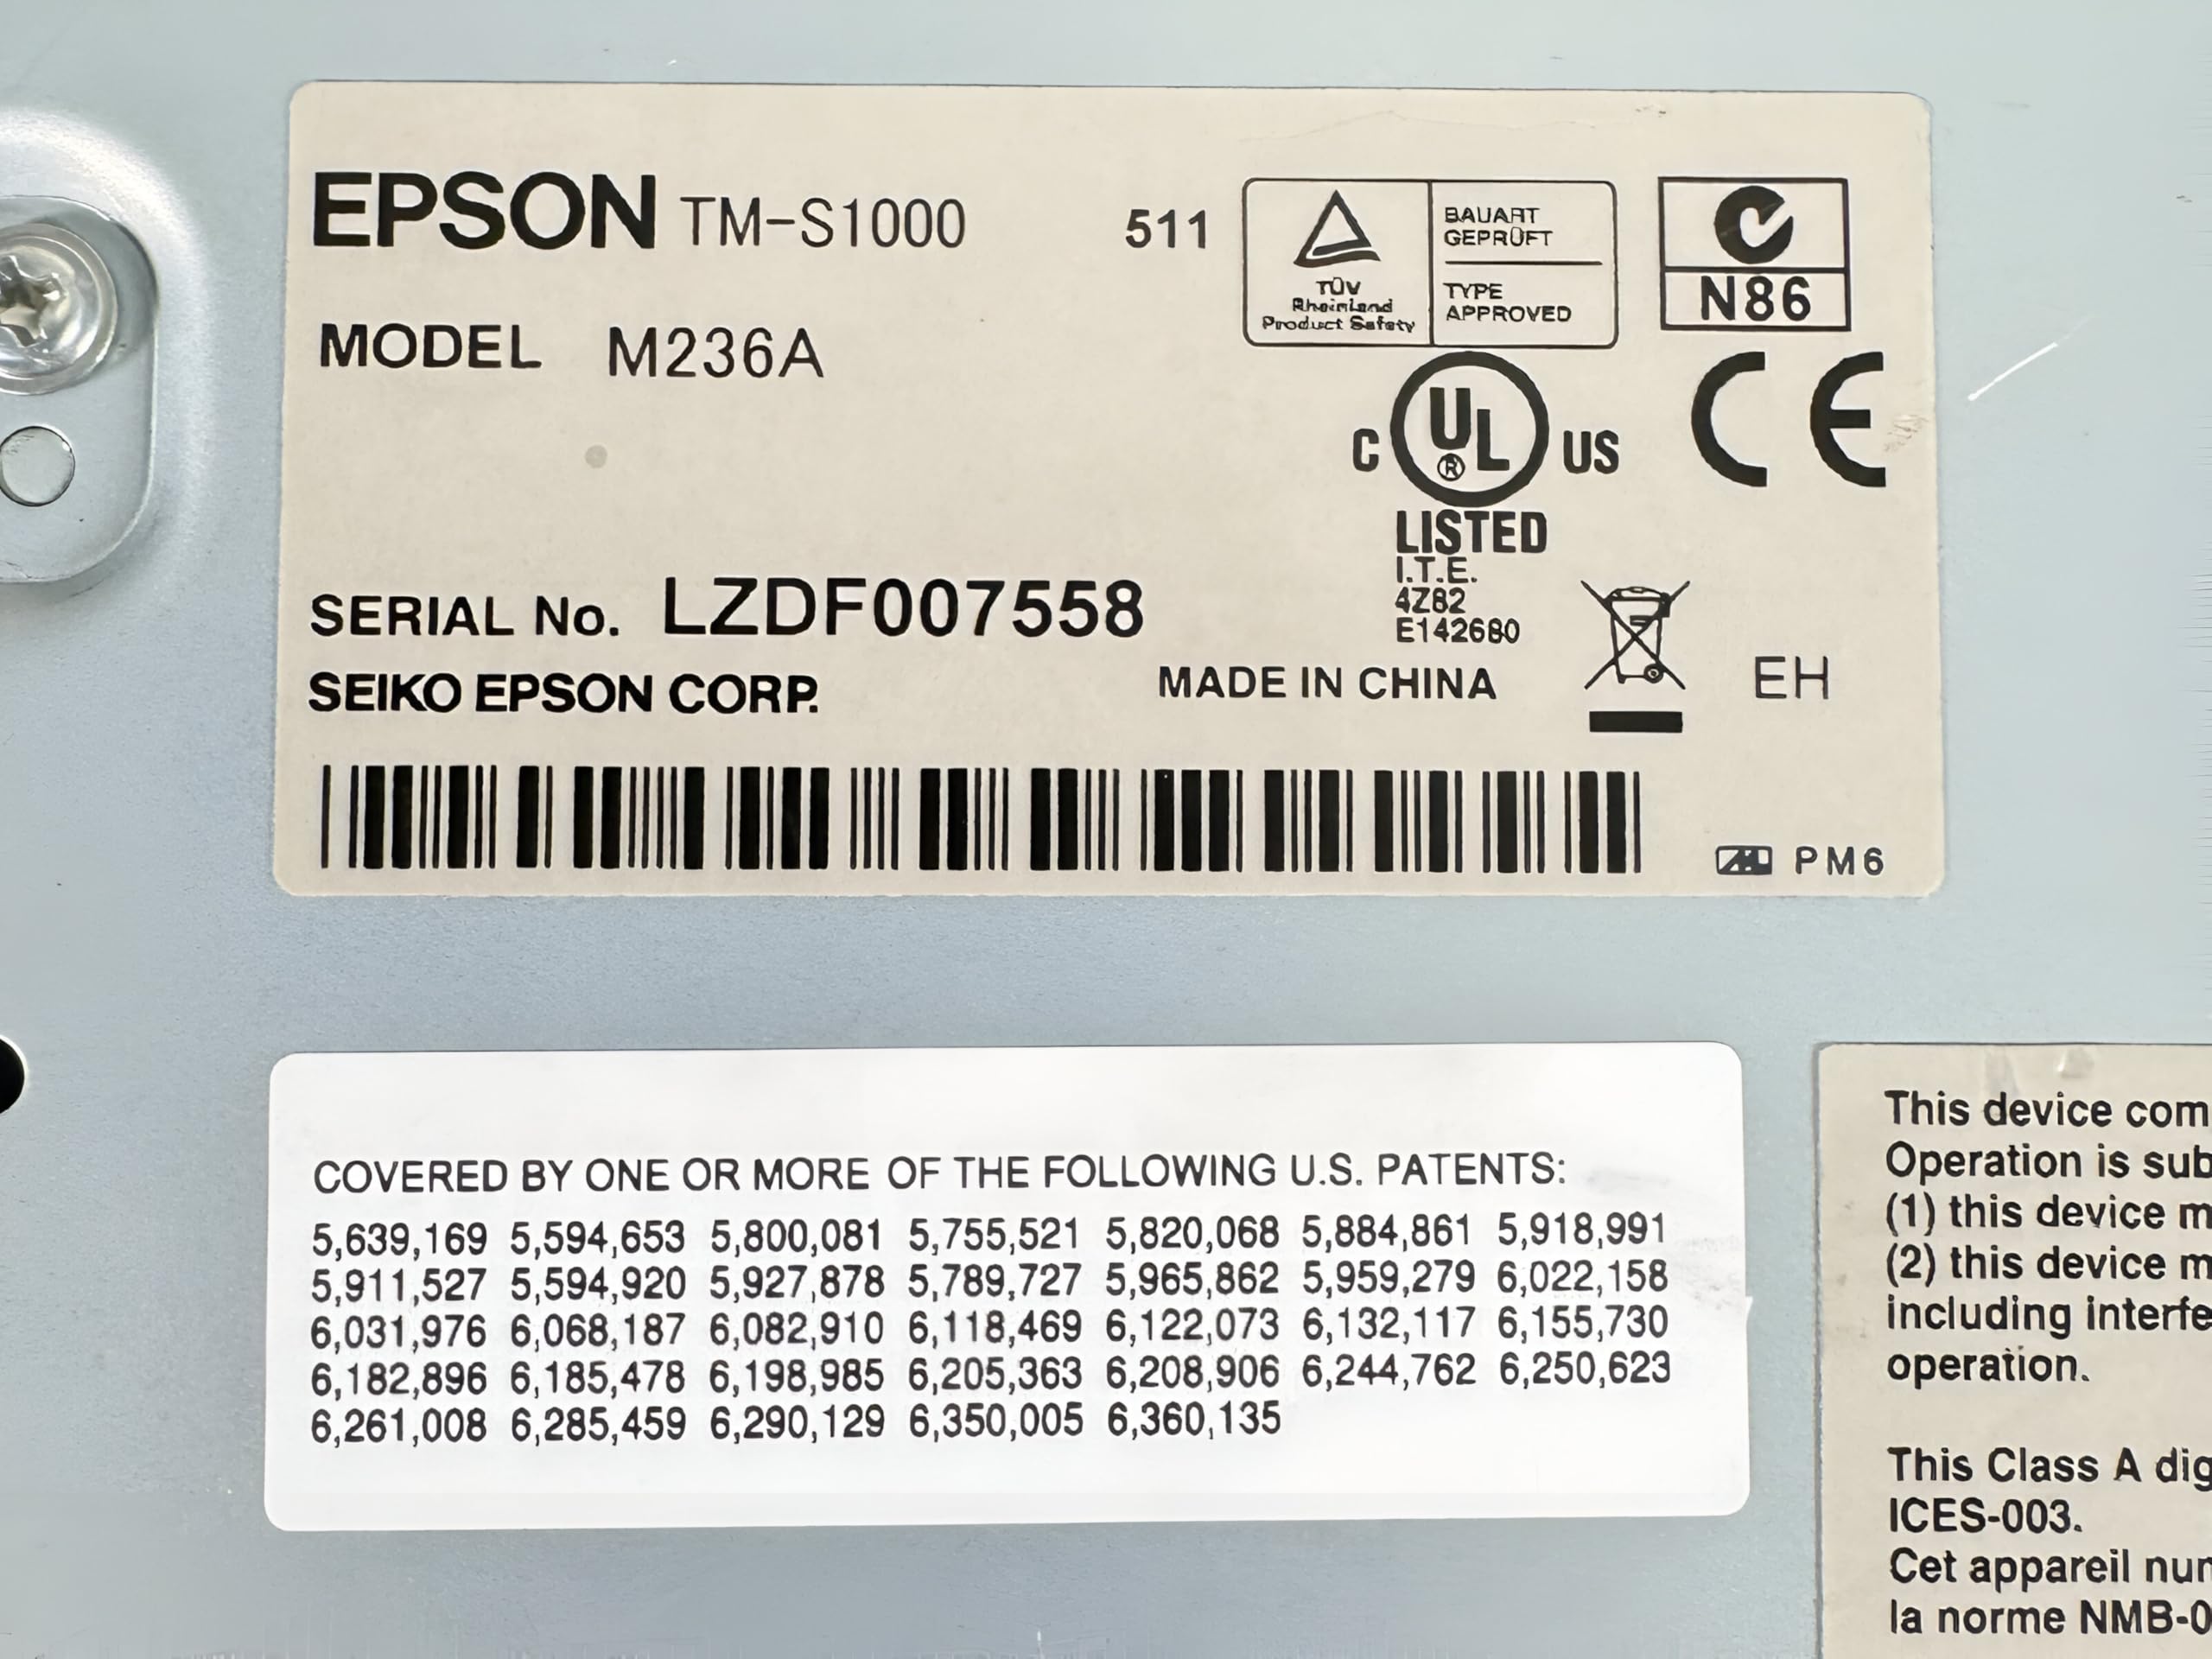 EPSON TM-S1000 511
TÜV
Rheinland
Product Safety
BAUART
GEPRÜFT
TYPE
APPROVED
N86
MODEL M236A
C UL® US
CE
LISTED
I.T.E.
4Z82
E142680
SERIAL No. LZDF007558
SEIKO EPSON CORP.
MADE IN CHINA
EH
PM6
COVERED BY ONE OR MORE OF THE FOLLOWING U.S. PATENTS:
5,639,169 5,594,653 5,800,081 5,755,521 5,820,068 5,884,861 5,918,991
5,911,527 5,594,920 5,927,878 5,789,727 5,965,862 5,959,279 6,022,158
6,031,976 6,068,187 6,082,910 6,118,469 6,122,073 6,132,117 6,155,730
6,182,896 6,185,478 6,198,985 6,205,363 6,208,906 6,244,762 6,250,623
6,261,008 6,285,459 6,290,129 6,350,005 6,360,135
This device com
Operation is sub
(1) this device m
(2) this device m
including interfe
operation.
This Class A dig
ICES-003.
Cet appareil nur
la norme NMB-0